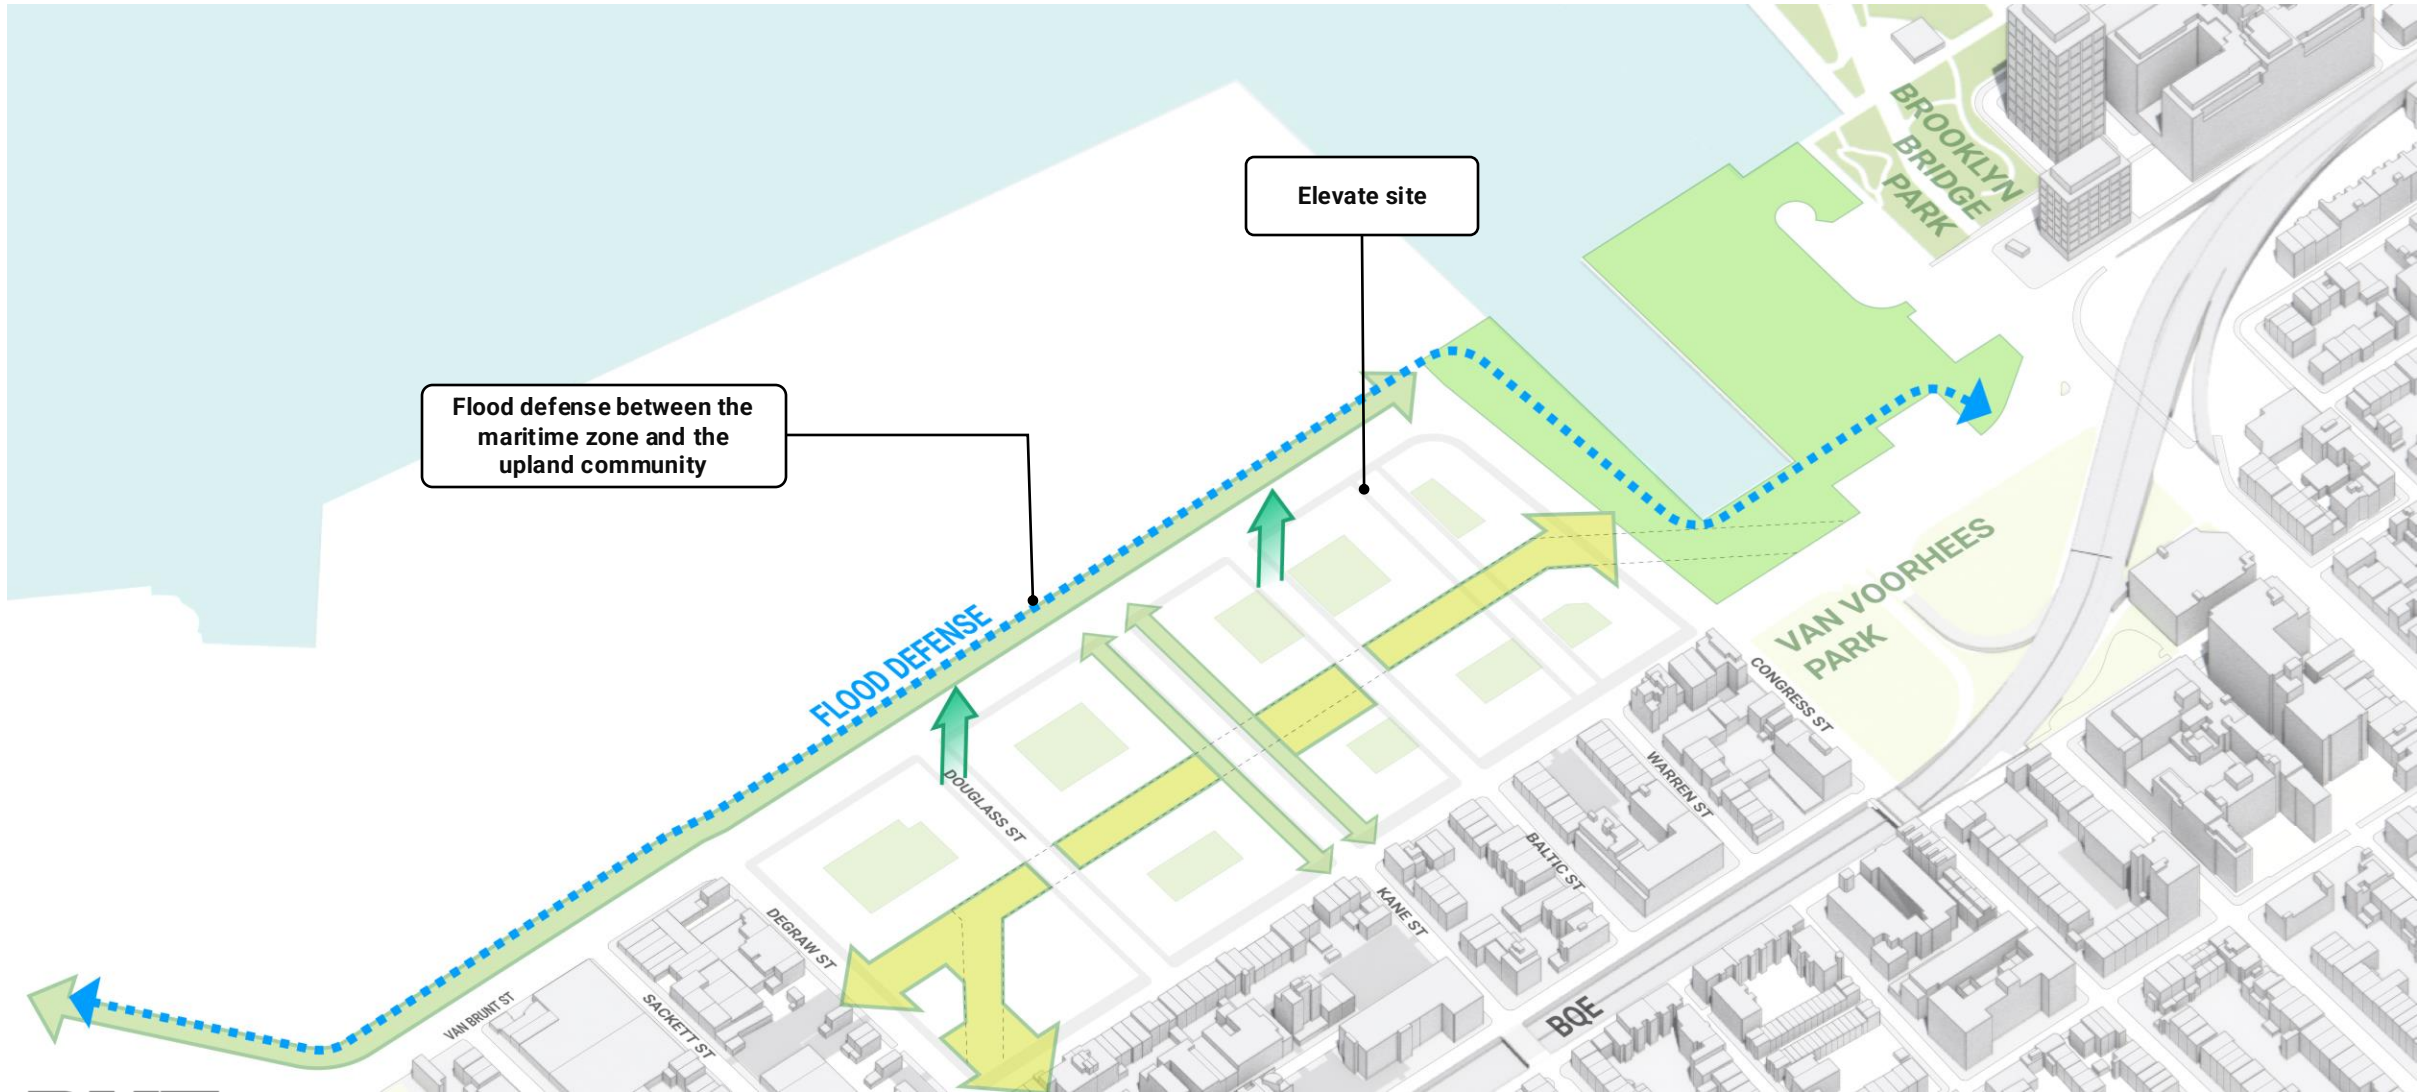 BROOKLYN
BRIDGE
PARK
Elevate site
Flood defense between the
maritime zone and the
upland community
FLOOD DEFENSE
VAN VOORHEES
PARK
CONGRESS ST
WARREN ST
DOUGLASS ST
BALTIC ST
KANE ST
DEGRAW ST
VAN BRUNT ST
SACKETT ST
BQE